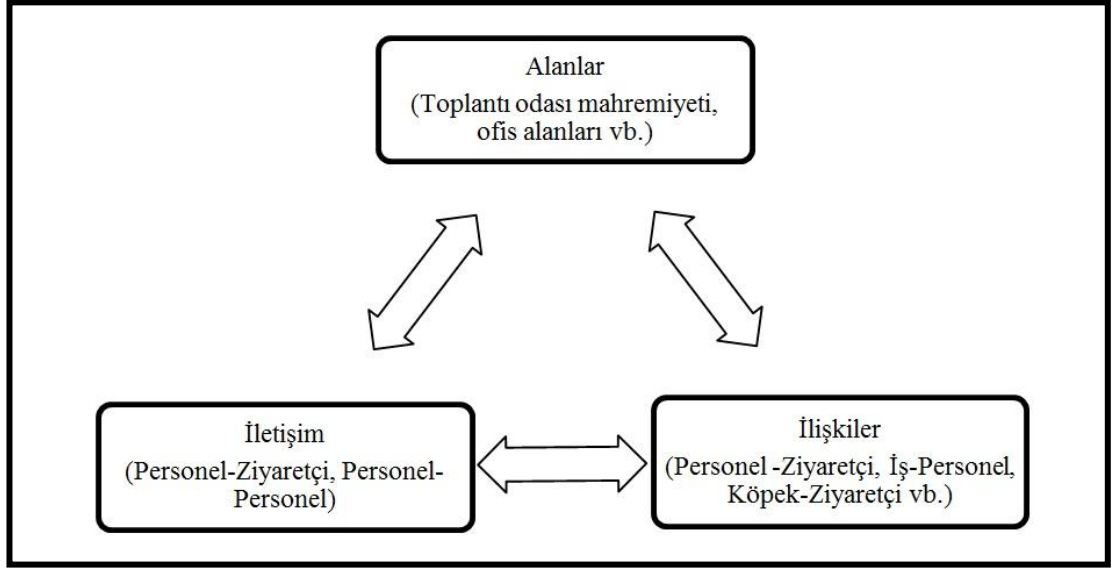 Alanlar
(Toplantı odası mahremiyeti,
ofis alanları vb.)
İletişim
(Personel-Ziyaretçi, Personel-
Personel)
İlişkiler
(Personel -Ziyaretçi, İş-Personel,
Köpek-Ziyaretçi vb.)